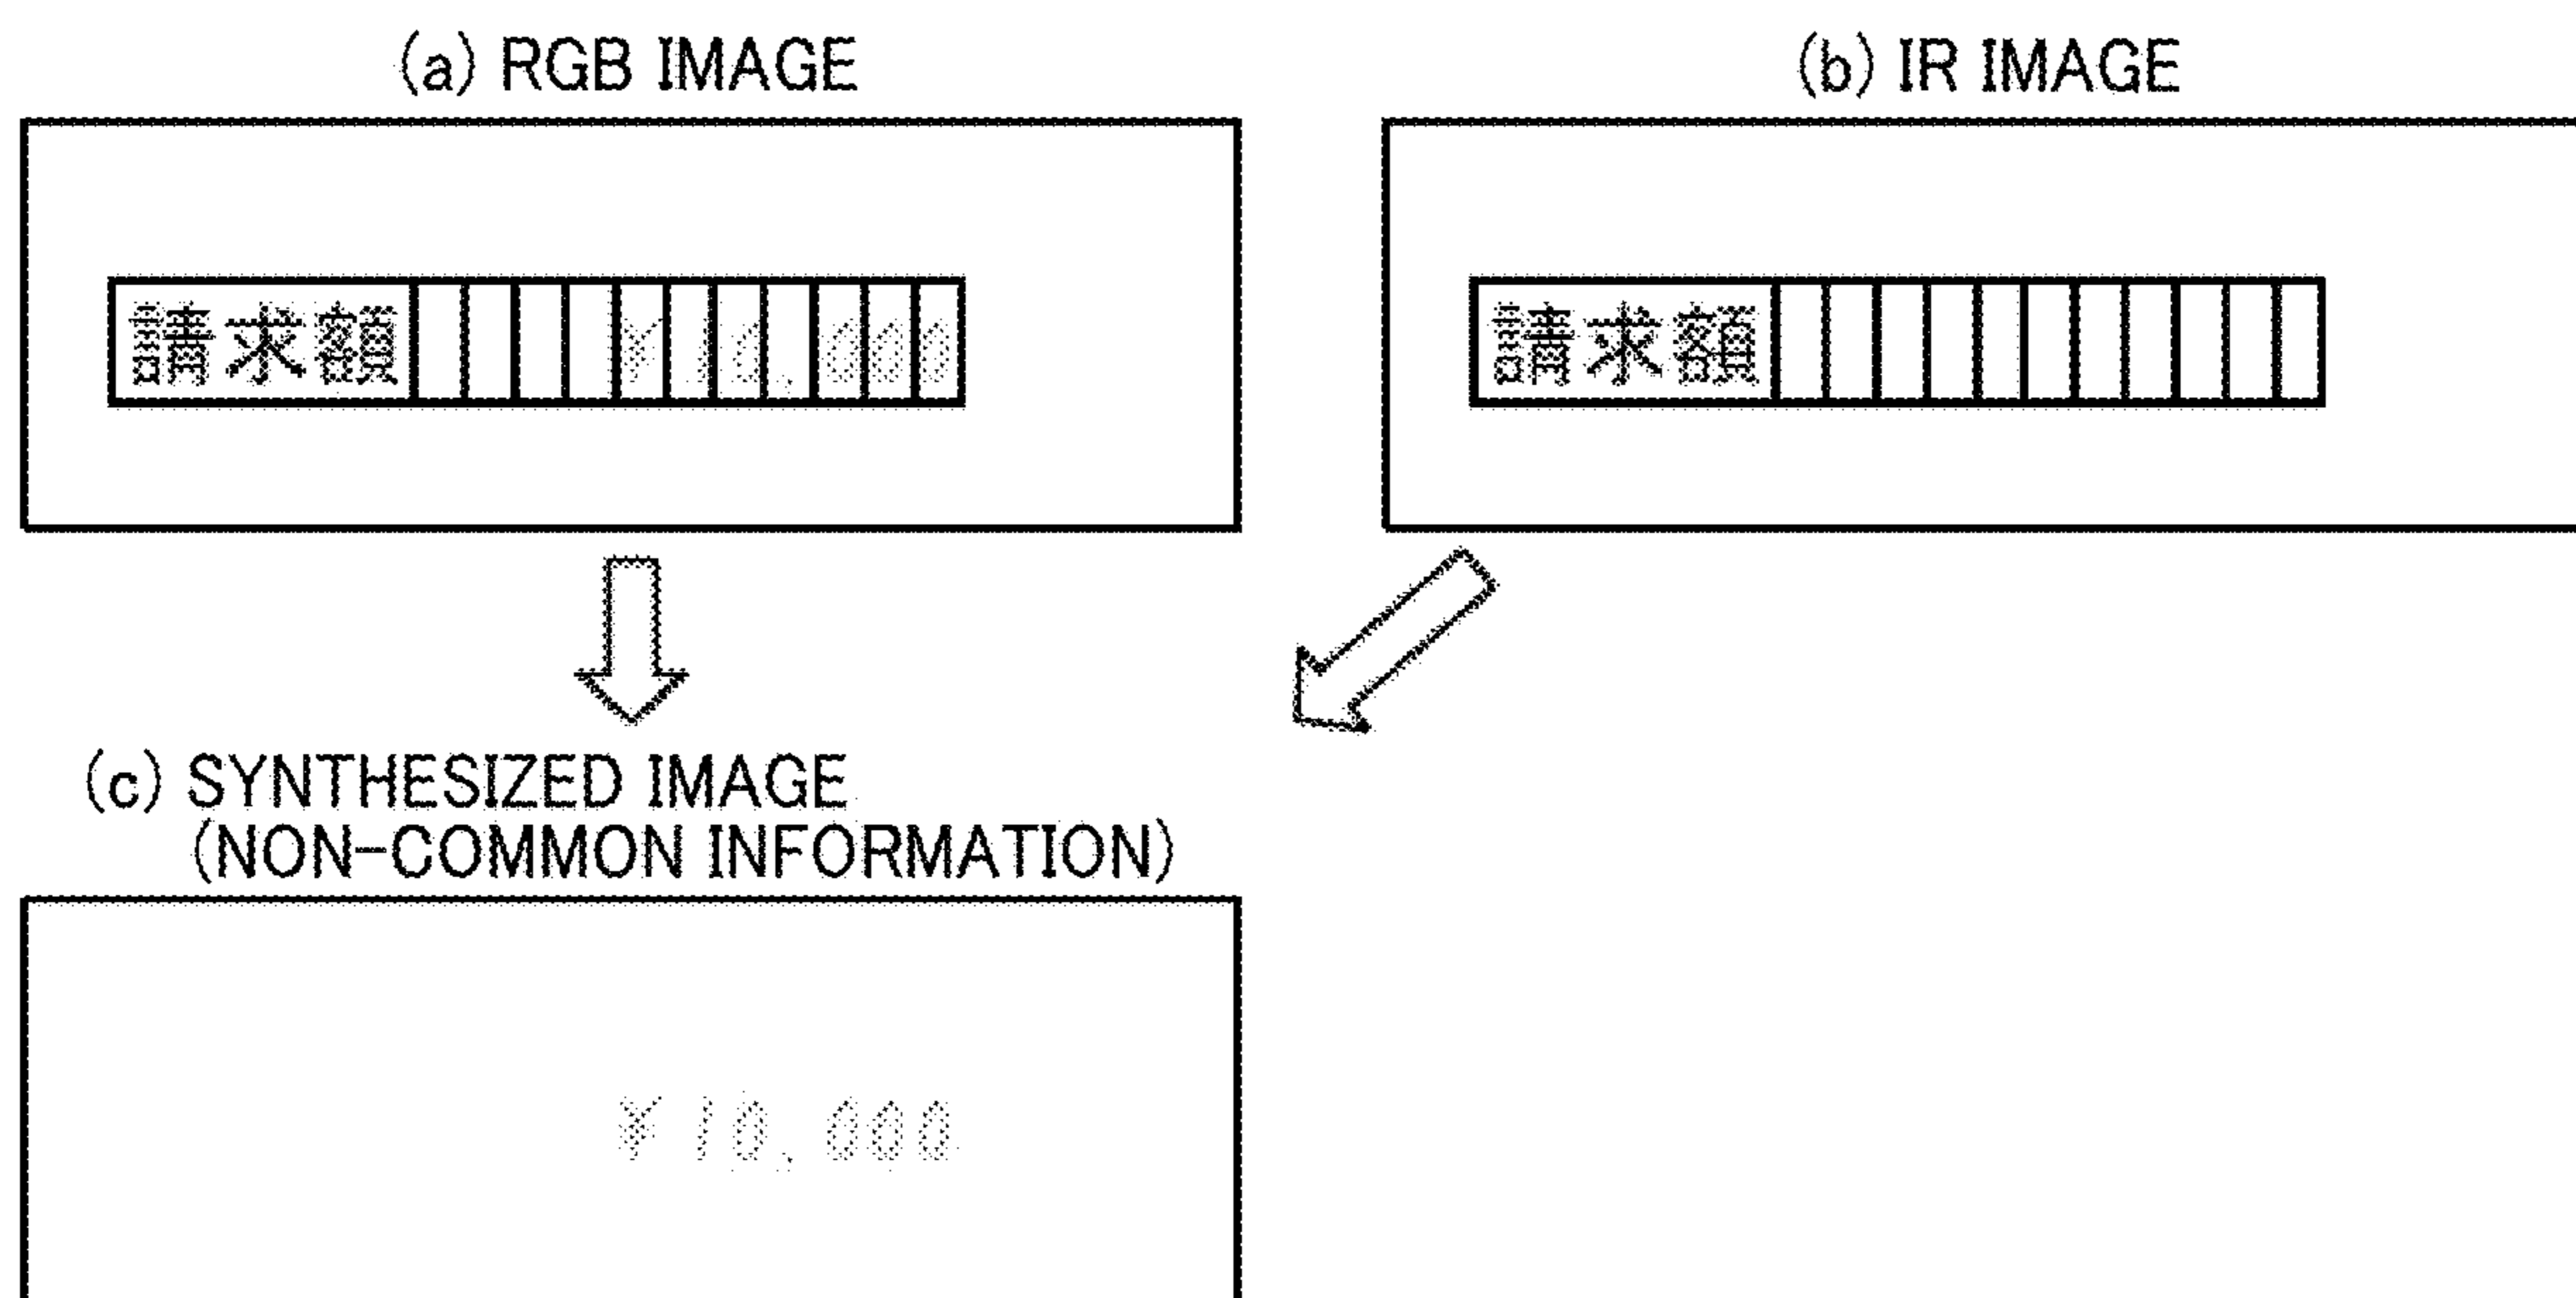 (a) RGB IMAGE
(b) IR IMAGE
請求額 ¥10,000
請求額
(c) SYNTHESIZED IMAGE
(NON-COMMON INFORMATION)
¥10,000